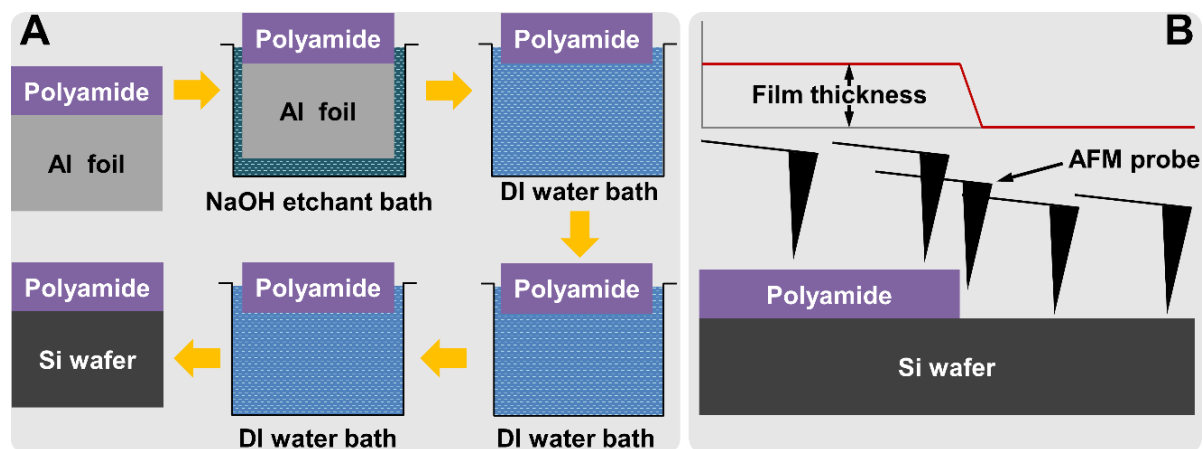 A
Polyamide
Al foil
Polyamide
Al foil
NaOH etchant bath
Polyamide
DI water bath
Polyamide
DI water bath
Polyamide
DI water bath
Polyamide
Si wafer
B
Film thickness
AFM probe
Polyamide
Si wafer